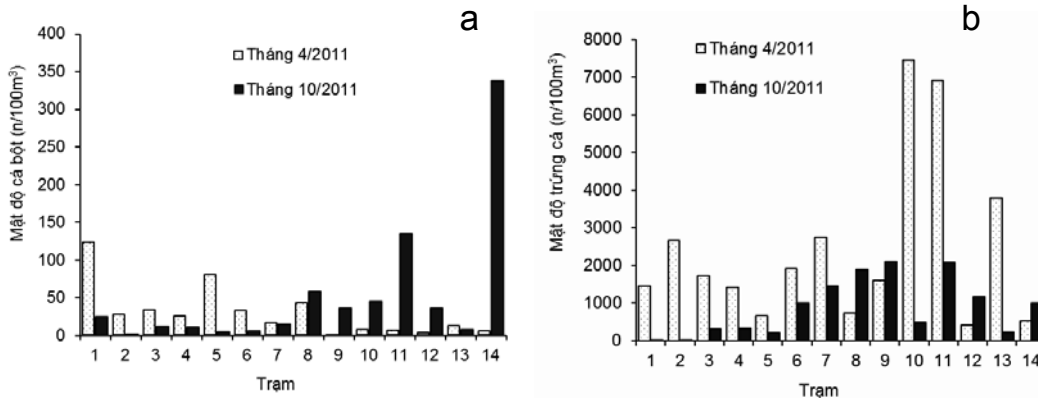 a
400
350
300
250
200
150
100
50
0
Mật độ cá bột (n/100m³)
Tháng 4/2011
Tháng 10/2011
1 2 3 4 5 6 7 8 9 10 11 12 13 14
Trạm
b
8000
7000
6000
5000
4000
3000
2000
1000
0
Mật độ trứng cá (n/100m³)
Tháng 4/2011
Tháng 10/2011
1 2 3 4 5 6 7 8 9 10 11 12 13 14
Trạm